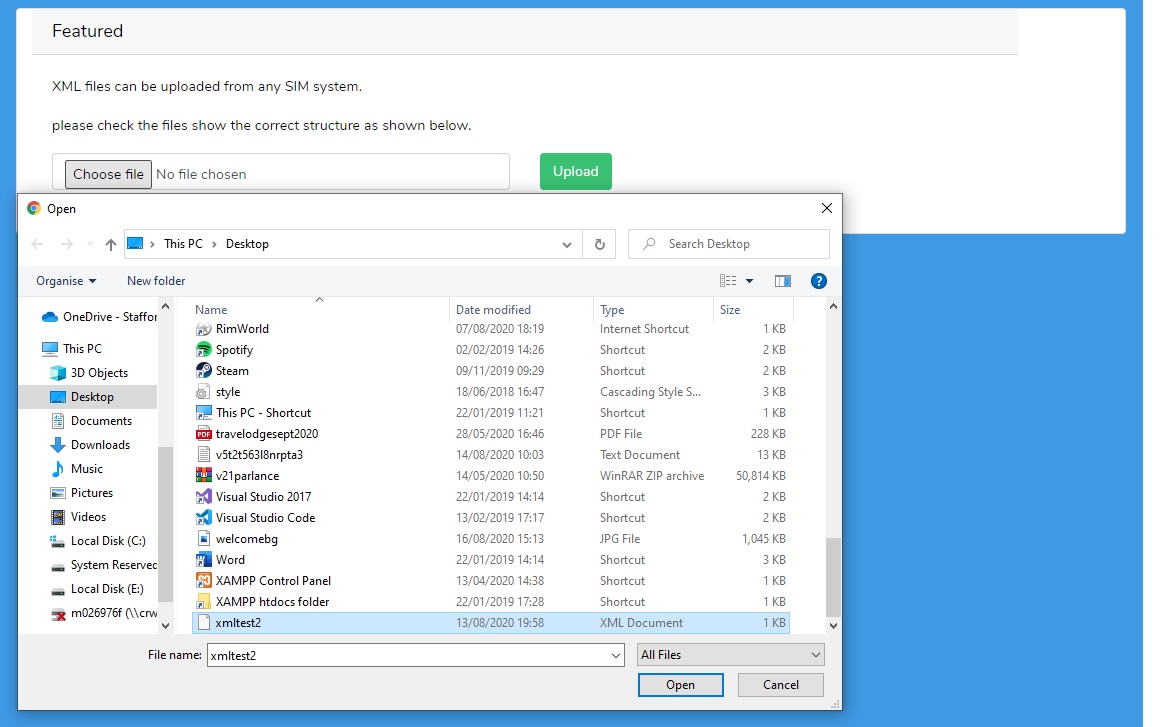 Featured
XML files can be uploaded from any SIM system.
please check the files show the correct structure as shown below.
Choose file No file chosen Upload
Open
This PC Desktop Search Desktop
Organise New folder
Name Date modified Type Size
OneDrive - Staffor
This PC
3D Objects
Desktop
Documents
Downloads
Music
Pictures
Videos
Local Disk (C:)
System Reserved
Local Disk (E:)
m026976f (\\crw
RimWorld 07/08/2020 18:19 Internet Shortcut 1 KB
Spotify 02/02/2019 14:26 Shortcut 2 KB
Steam 09/11/2019 09:29 Shortcut 2 KB
style 18/06/2018 16:47 Cascading Style S... 3 KB
This PC - Shortcut 22/01/2019 11:21 Shortcut 1 KB
travelodgesept2020 28/05/2020 16:46 PDF File 228 KB
v5t2t563l8nrpta3 14/08/2020 10:03 Text Document 13 KB
v21parlance 14/05/2020 10:50 WinRAR ZIP archive 50,814 KB
Visual Studio 2017 22/01/2019 14:14 Shortcut 2 KB
Visual Studio Code 13/02/2019 17:17 Shortcut 2 KB
welcomebg 16/08/2020 15:13 JPG File 1,045 KB
Word 22/01/2019 14:14 Shortcut 3 KB
XAMPP Control Panel 13/04/2020 14:38 Shortcut 1 KB
XAMPP htdocs folder 22/01/2019 17:28 Shortcut 1 KB
xmltest2 13/08/2020 19:58 XML Document 1 KB
File name: xmltest2 All Files
Open Cancel